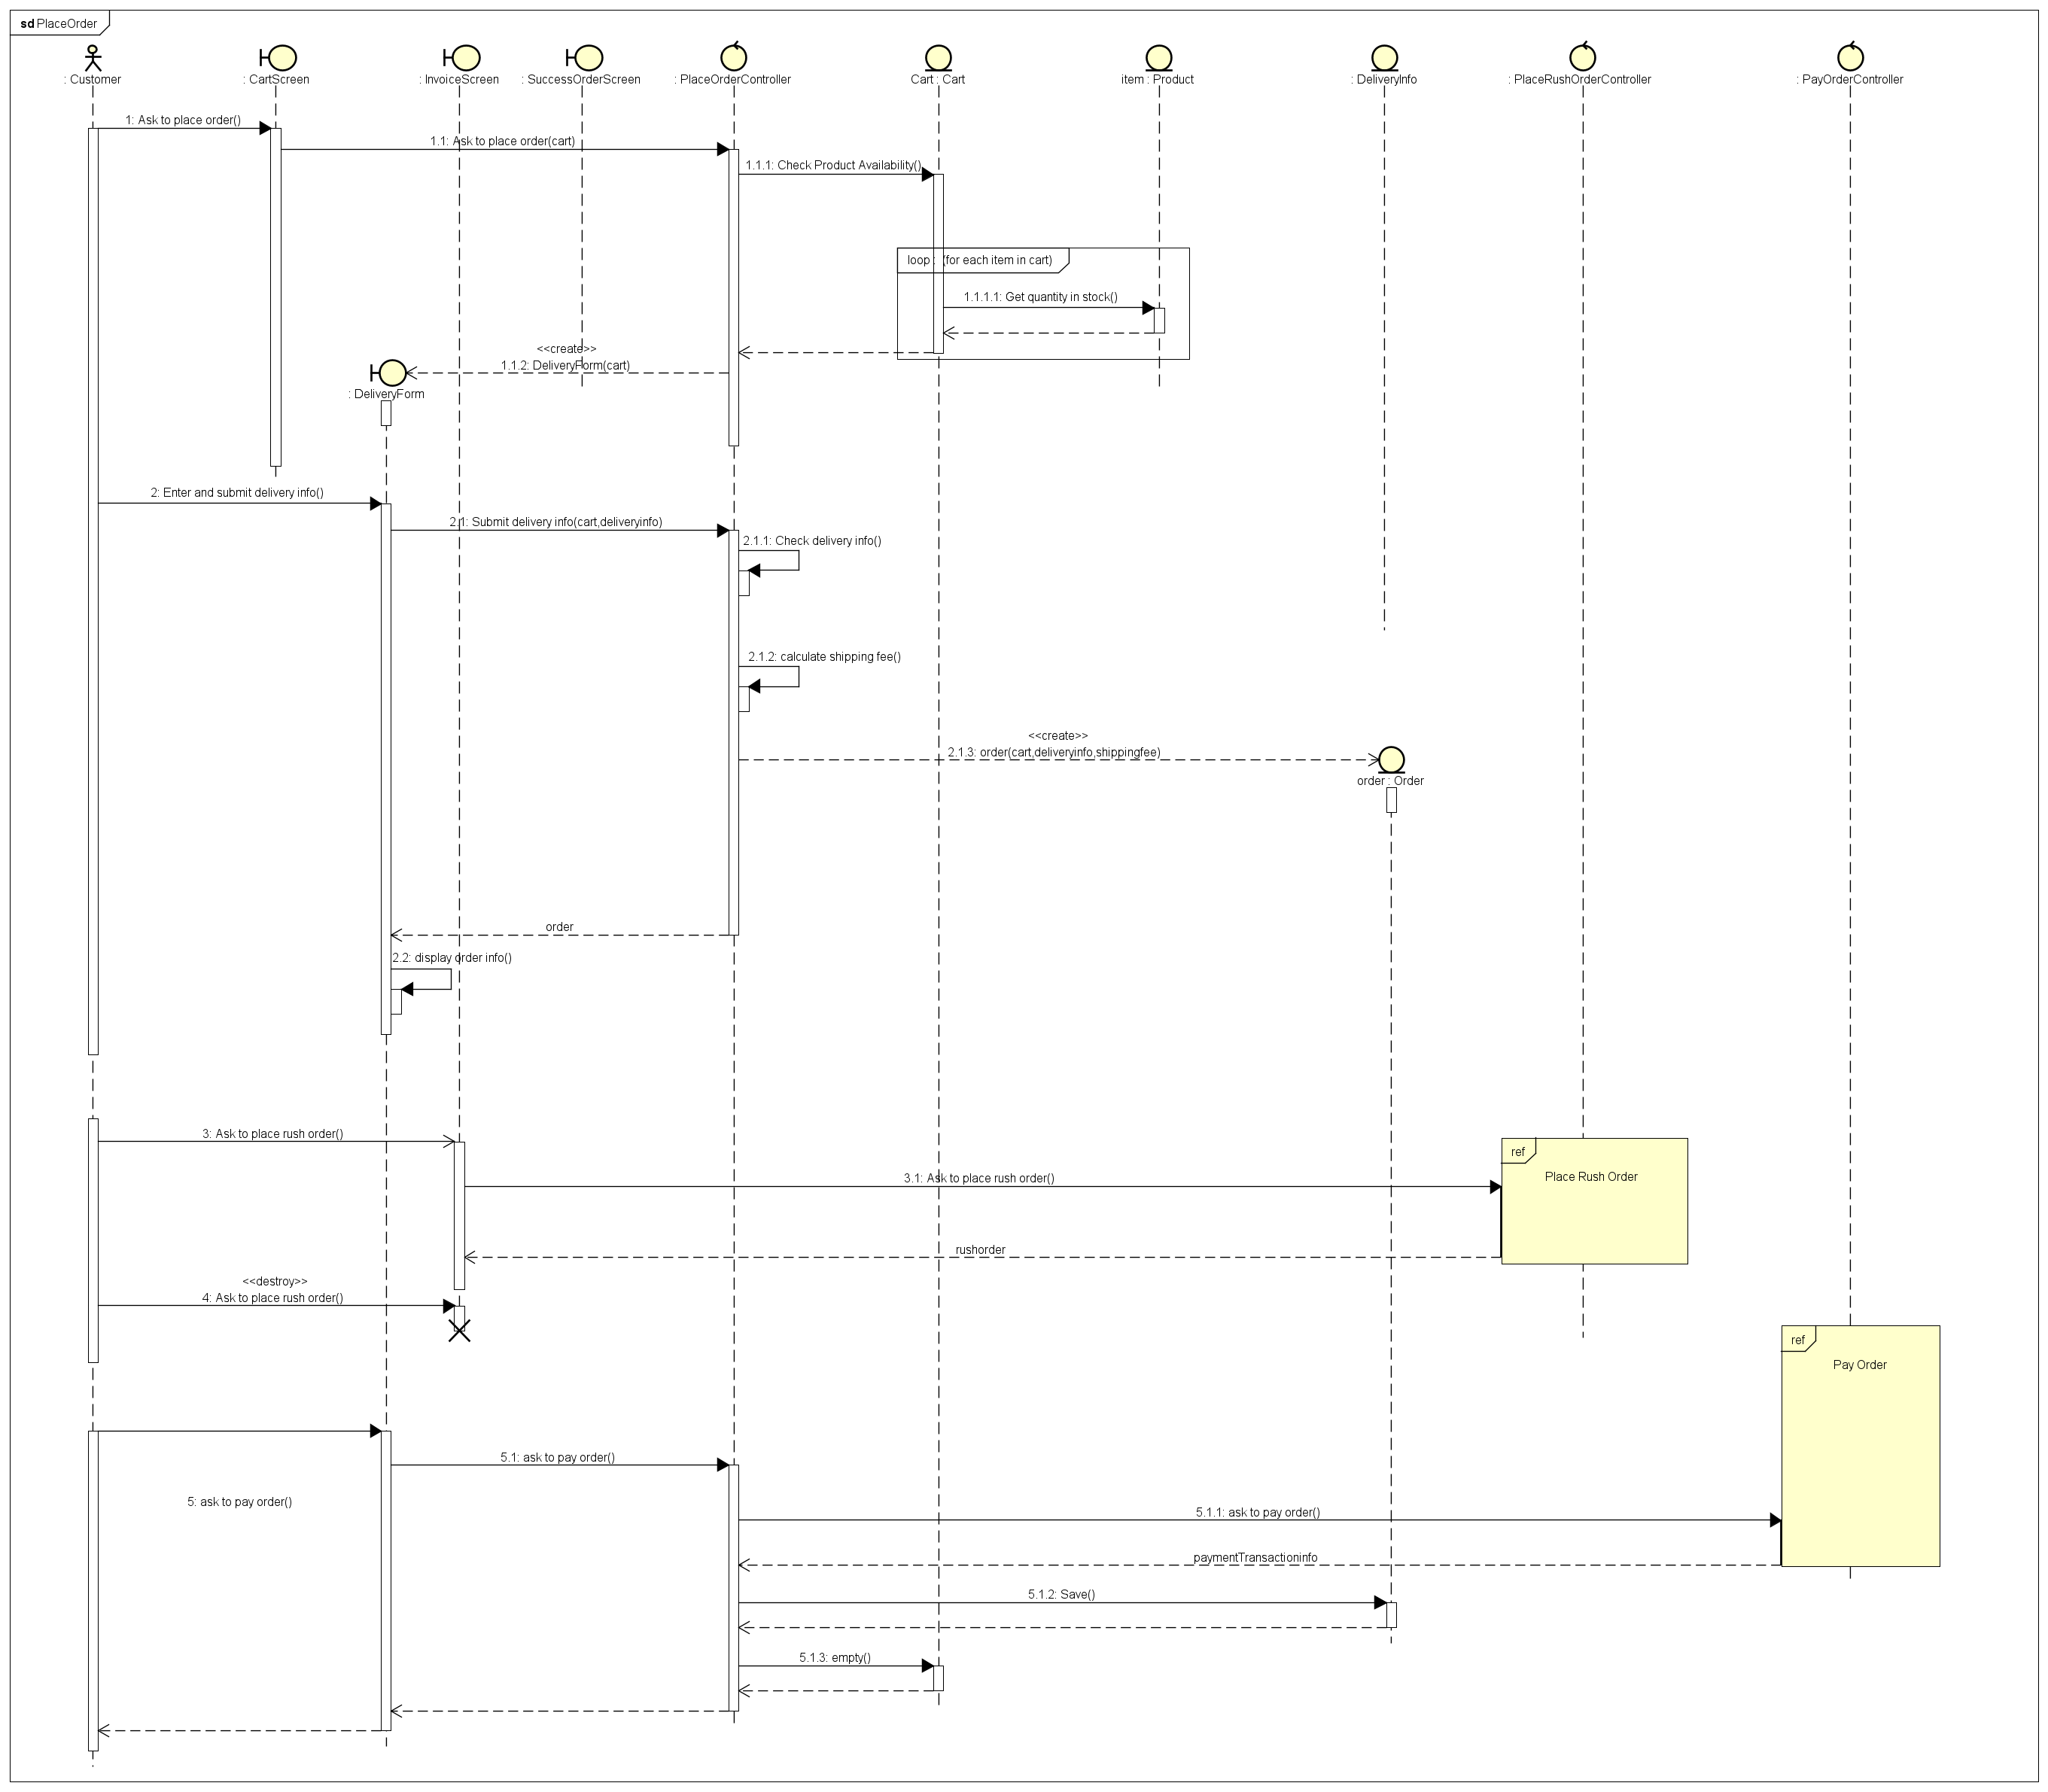 sd PlaceOrder
: Customer
: CartScreen
: InvoiceScreen
: SuccessOrderScreen
: PlaceOrderController
Cart : Cart
item : Product
: DeliveryInfo
: PlaceRushOrderController
: PayOrderController
1: Ask to place order()
1.1: Ask to place order(cart)
1.1.1: Check Product Availability()
loop : (for each item in cart)
1.1.1.1: Get quantity in stock()
<<create>>
1.1.2: DeliveryForm(cart)
: DeliveryForm
2: Enter and submit delivery info()
2.1: Submit delivery info(cart,deliveryinfo)
2.1.1: Check delivery info()
2.1.2: calculate shipping fee()
<<create>>
2.1.3: order(cart,deliveryinfo,shippingfee)
order : Order
order
2.2: display order info()
3: Ask to place rush order()
ref
Place Rush Order
3.1: Ask to place rush order()
rushorder
<<destroy>>
4: Ask to place rush order()
ref
Pay Order
5.1: ask to pay order()
5: ask to pay order()
5.1.1: ask to pay order()
paymentTransactioninfo
5.1.2: Save()
5.1.3: empty()